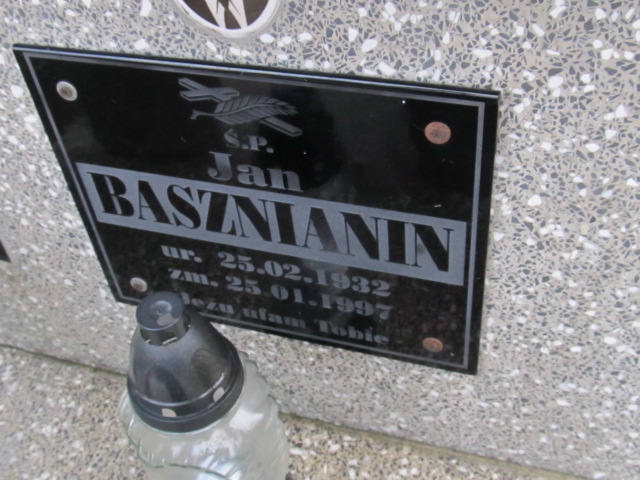 Ś.P.
Jan
BASZNIANIN
ur. 25.02.1932
zm. 25 01.1997
Jezu ufam Tobie